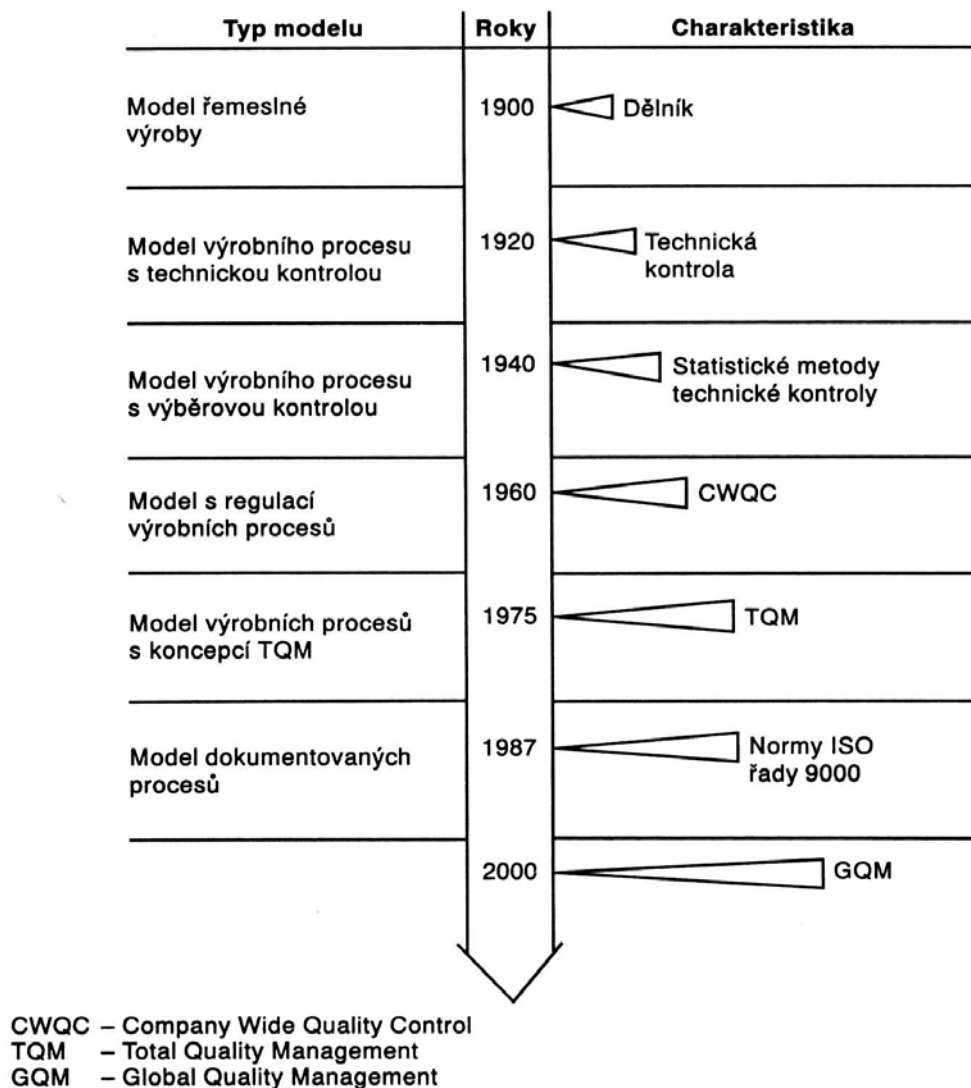 Typ modelu Roky Charakteristika
Model řemeslné
výroby
1900
Dělník
Model výrobního procesu
s technickou kontrolou
1920
Technická
kontrola
Model výrobního procesu
s výběrovou kontrolou
1940
Statistické metody
technické kontroly
Model s regulací
výrobních procesů
1960
CWQC
Model výrobních procesů
s koncepcí TQM
1975
TQM
Model dokumentovaných
procesů
1987
Normy ISO
řady 9000
2000
GQM
CWQC – Company Wide Quality Control
TQM – Total Quality Management
GQM – Global Quality Management